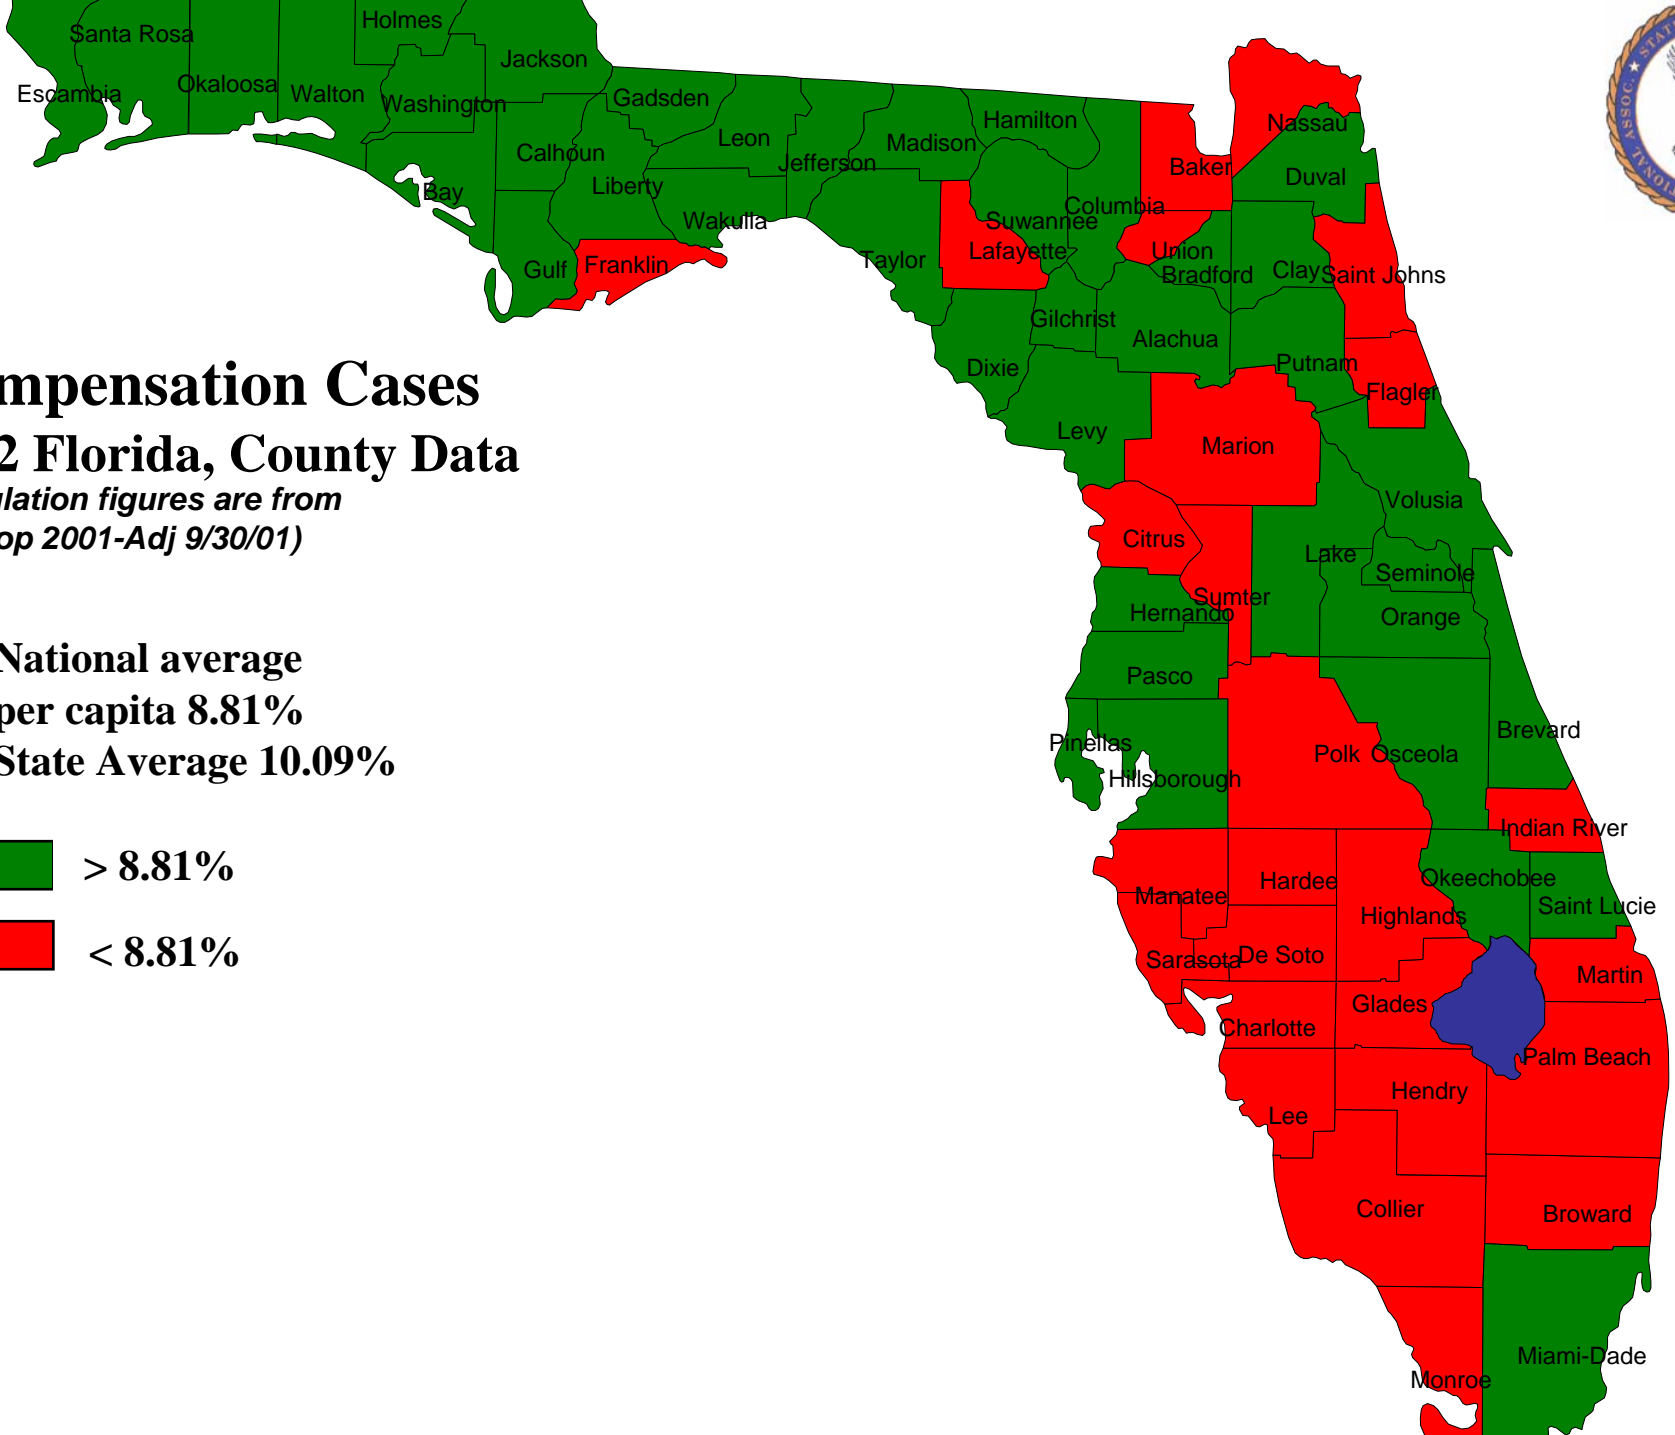 Holmes
Santa Rosa
Jackson
Okaloosa
Escambia
Walton
Washington
Gadsden
Hamilton
Nassau
Leon
Madison
Calhoun
Jefferson
Baker
Duval
Liberty
Bay
Columbia
Suwannee
Wakulla
Lafayette
Union
Taylor
Franklin
Gulf
Bradford
Clay
Saint Johns
Gilchrist
Alachua
Dixie
Putnam
Flagler
mpensation Cases
2 Florida, County Data
ulation figures are from
op 2001-Adj 9/30/01)
Levy
Marion
Volusia
Citrus
Lake
Seminole
Sumter
Hernando
Orange
National average
per capita 8.81%
State Average 10.09%
Pasco
Brevard
Pinellas
Polk
Osceola
Hillsborough
Indian River
> 8.81%
< 8.81%
Hardee
Okeechobee
Manatee
Highlands
Saint Lucie
Sarasota
De Soto
Martin
Glades
Charlotte
Palm Beach
Hendry
Lee
Collier
Broward
Miami-Dade
Monroe
TIONAL ASSOC. ★ STAT